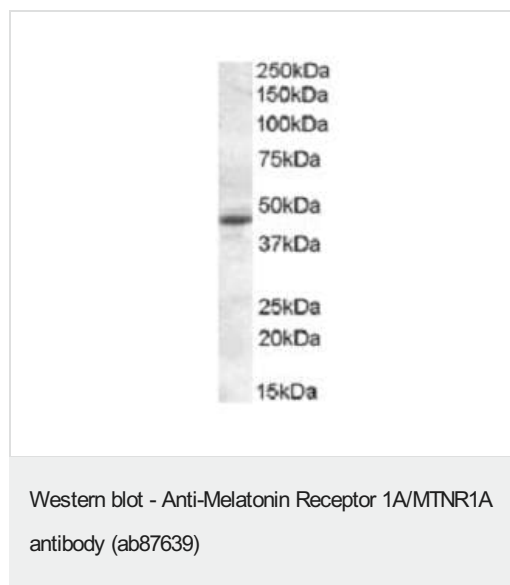 250kDa
150kDa
100kDa
75kDa
50kDa
37kDa
25kDa
20kDa
15kDa
Western blot - Anti-Melatonin Receptor 1A/MTNR1A
antibody (ab87639)